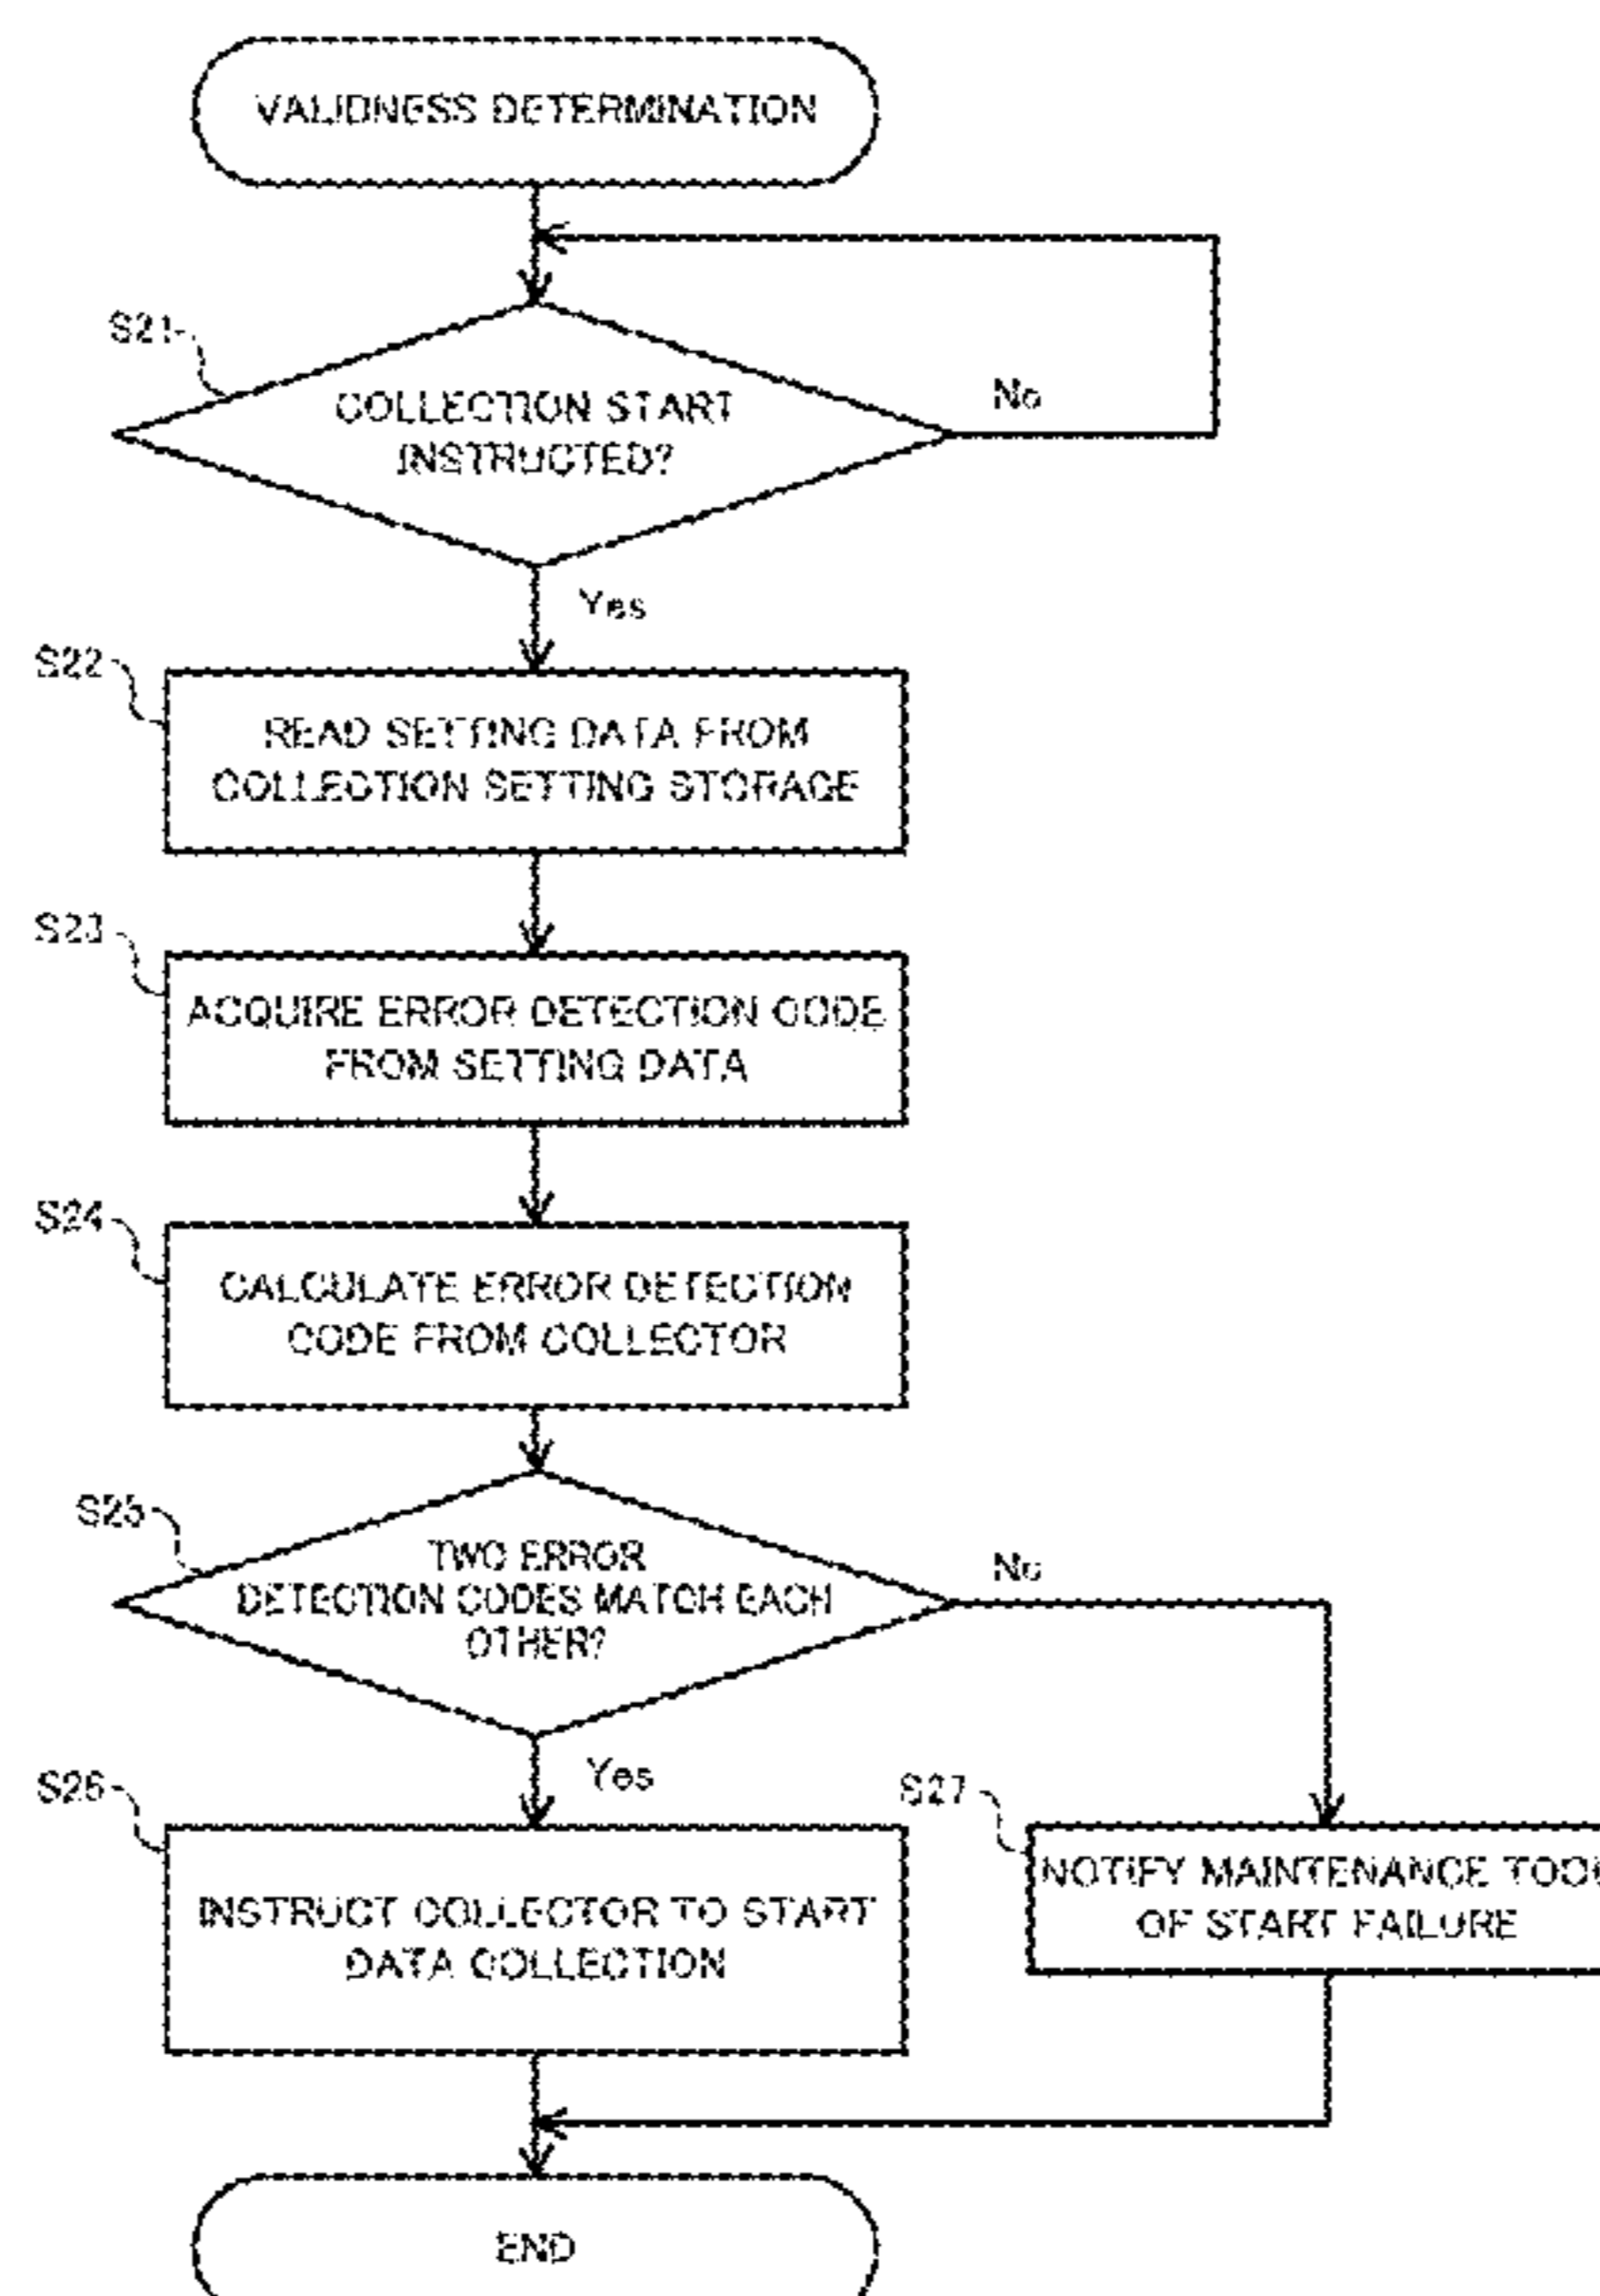 VALIDNESS DETERMINATION
S21
COLLECTION START
INSTRUCTED?
No
Yes
S22
READ SETTING DATA FROM
COLLECTION SETTING STORAGE
S23
ACQUIRE ERROR DETECTION CODE
FROM SETTING DATA
S24
CALCULATE ERROR DETECTION
CODE FROM COLLECTOR
S25
TWO ERROR
DETECTION CODES MATCH EACH
OTHER?
No
Yes
S26
INSTRUCT COLLECTOR TO START
DATA COLLECTION
S27
NOTIFY MAINTENANCE TOOL
OF START FAILURE
END